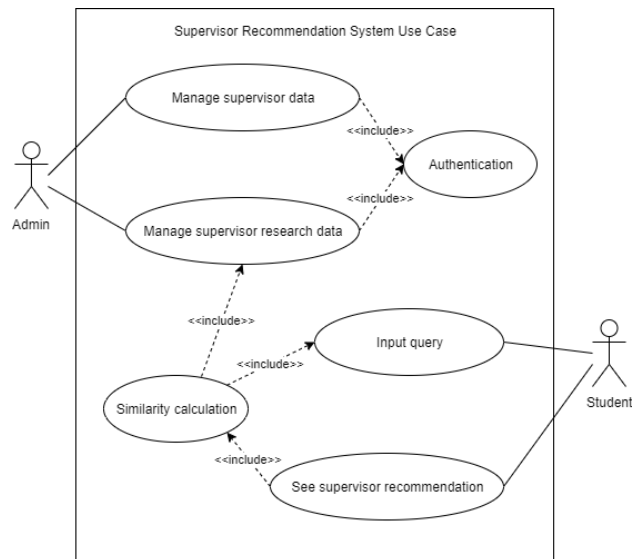 Supervisor Recommendation System Use Case
Manage supervisor data
<<include>>
Authentication
Admin
<<include>>
Manage supervisor research data
<<include>>
Input query
<<include>>
Student
Similarity calculation
<<include>>
See supervisor recommendation